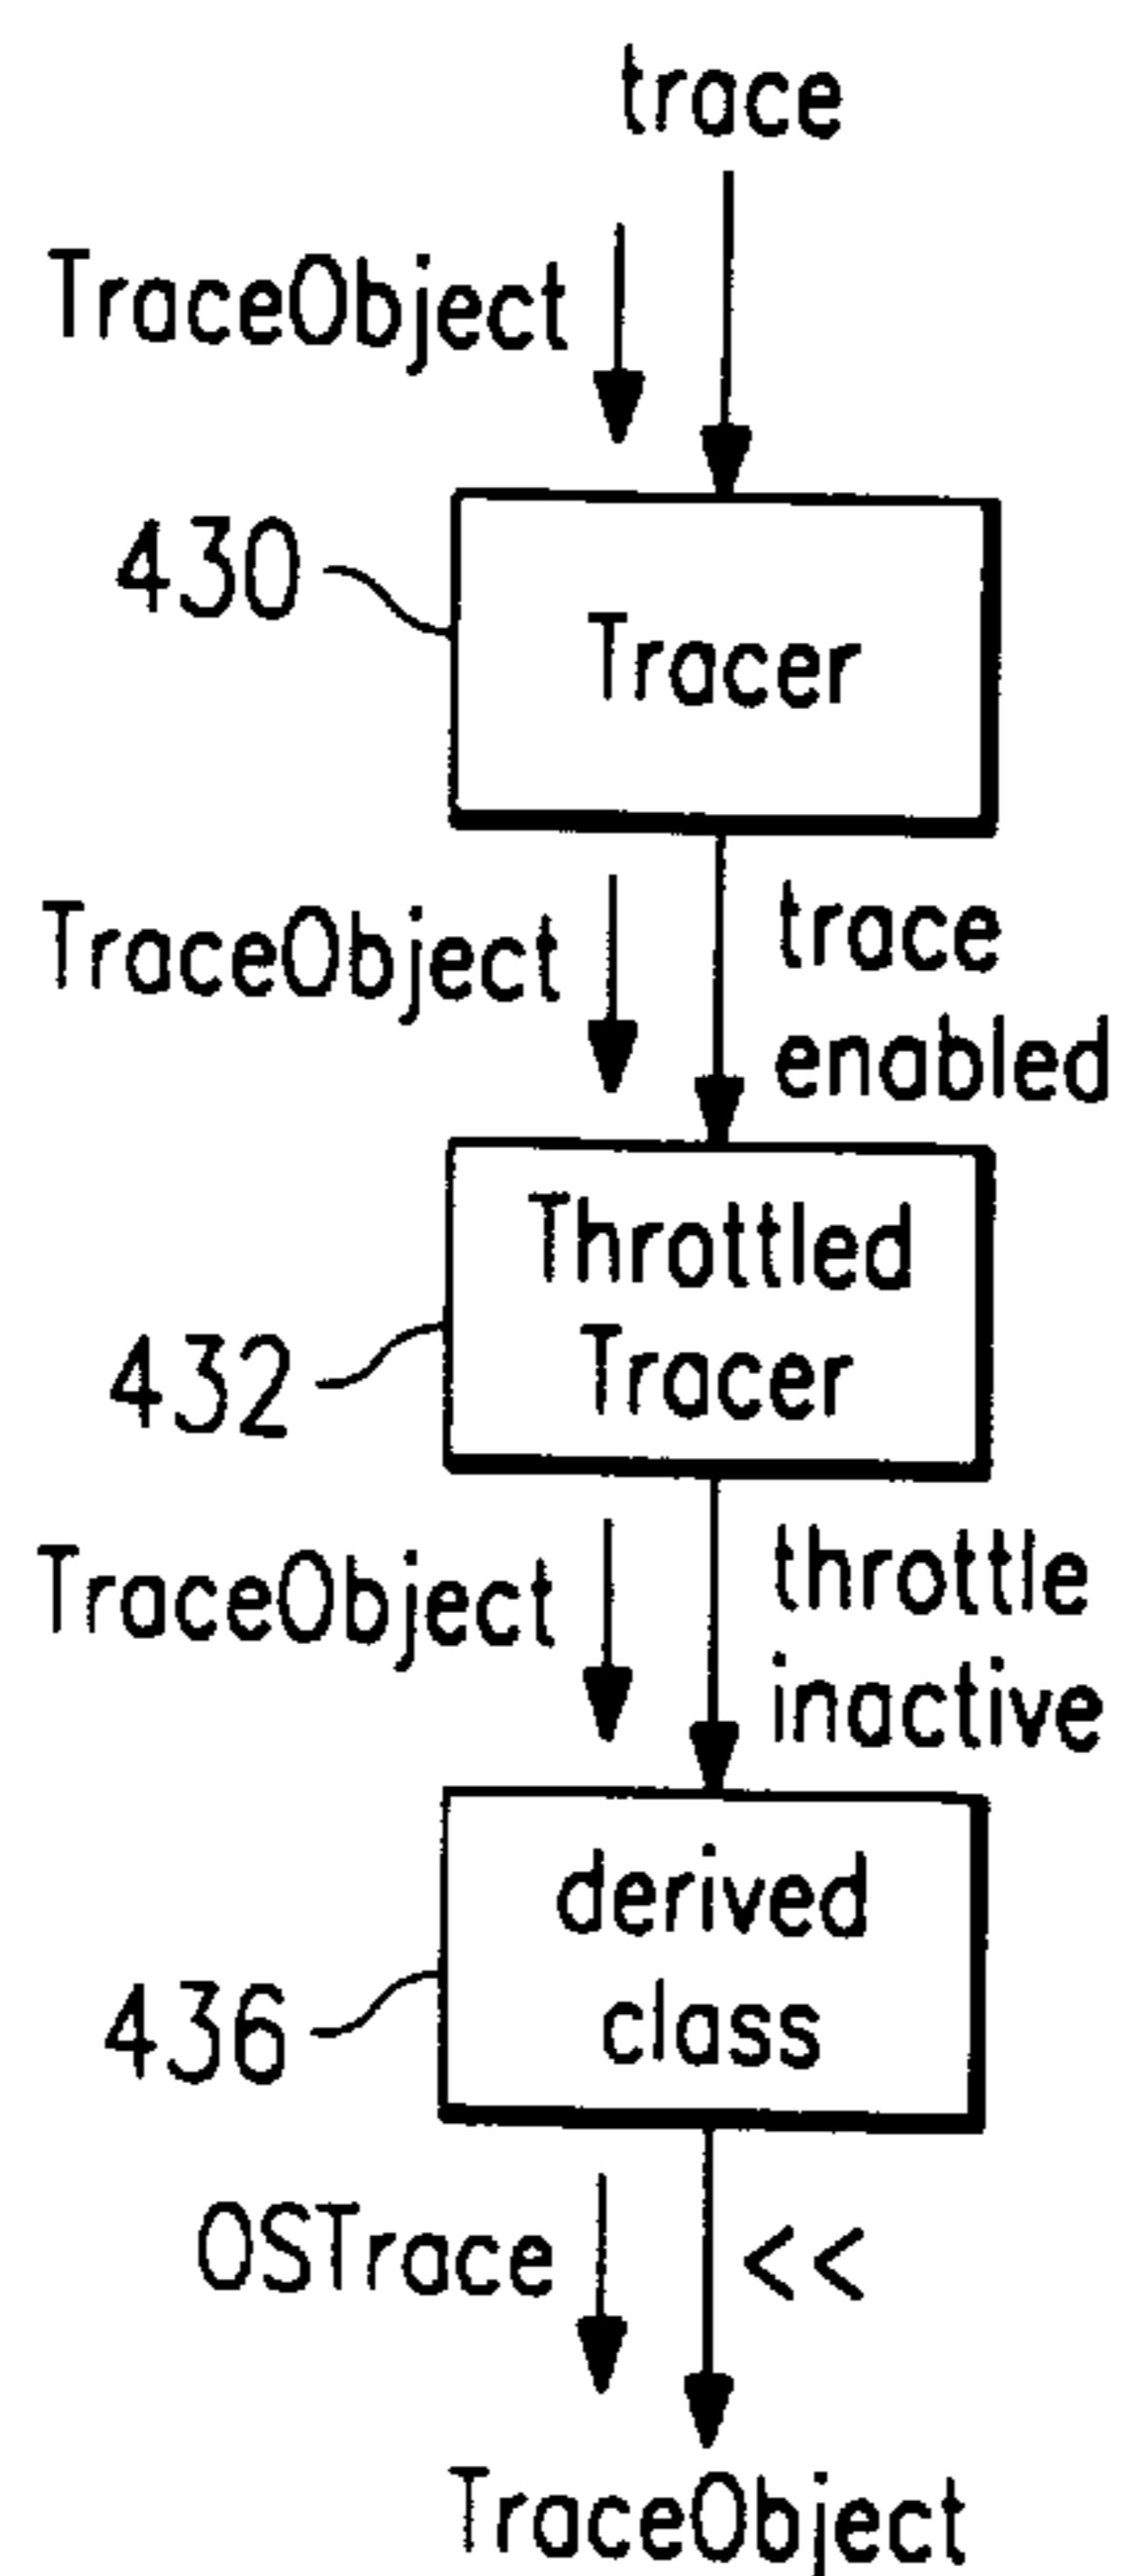 trace
TraceObject
430
Tracer
TraceObject
trace
enabled
Throttled
Tracer
432
TraceObject
throttle
inactive
derived
class
436
OSTrace
<<
TraceObject